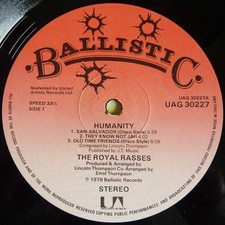 BALLISTIC
Marketed by United
Artists Records Ltd
UAG 30227A
UAG 30227
SPEED 33⅓
SIDE 1
HUMANITY
1. SAN-SALVADOR (Disco Style) 6.39
2. THEY KNOW NOT JAH
3. OLD TIME FRIENDS (Disco Style)
Composed by Lincoln Thompson
Published by J.T. Music
THE ROYAL RASSES
Produced & Arranged by
Lincoln Thompson Co-Arranged by
Errol Thompson
℗ 1979 Ballistic Records
STEREO